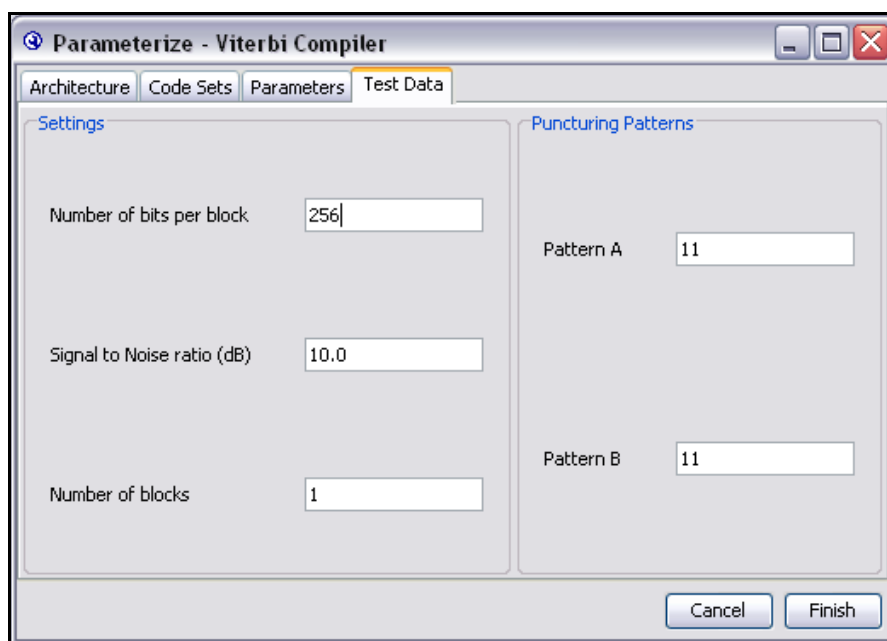 Parameterize - Viterbi Compiler
Architecture Code Sets Parameters Test Data
Settings
Number of bits per block 256
Signal to Noise ratio (dB) 10.0
Number of blocks 1
Puncturing Patterns
Pattern A 11
Pattern B 11
Cancel Finish